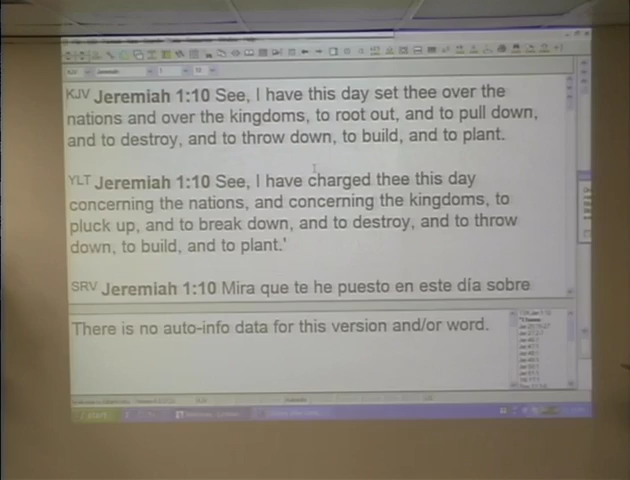 KJV Jeremiah 1:10 See, I have this day set thee over the
nations and over the kingdoms, to root out, and to pull down,
and to destroy, and to throw down, to build, and to plant.
YLT Jeremiah 1:10 See, I have charged thee this day
concerning the nations, and concerning the kingdoms, to
pluck up, and to break down, and to destroy, and to throw
down, to build, and to plant.'
SRV Jeremiah 1:10 Mira que te he puesto en este día sobre
There is no auto-info data for this version and/or word.
start